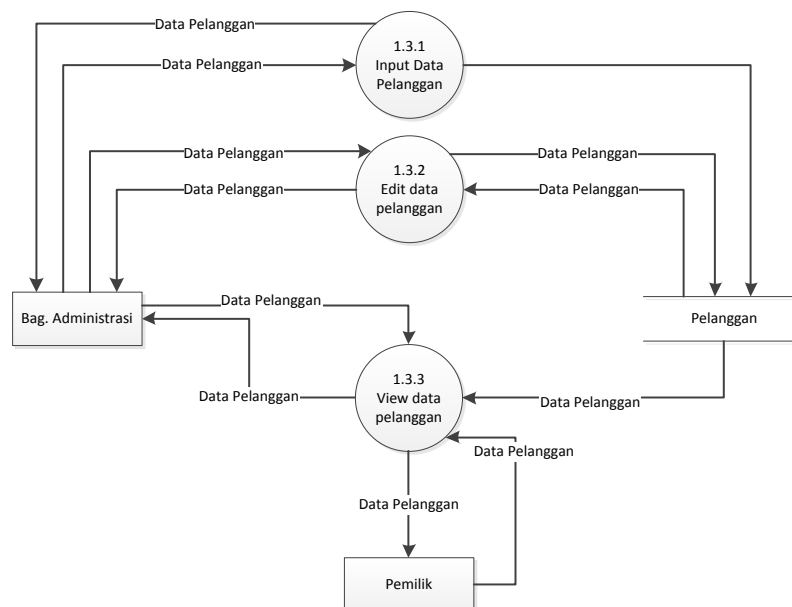 Data Pelanggan
1.3.1
Input Data
Pelanggan
Data Pelanggan
Data Pelanggan
Data Pelanggan
1.3.2
Edit data
pelanggan
Data Pelanggan
Data Pelanggan
Bag. Administrasi
Data Pelanggan
Pelanggan
1.3.3
View data
pelanggan
Data Pelanggan
Data Pelanggan
Data Pelanggan
Data Pelanggan
Pemilik